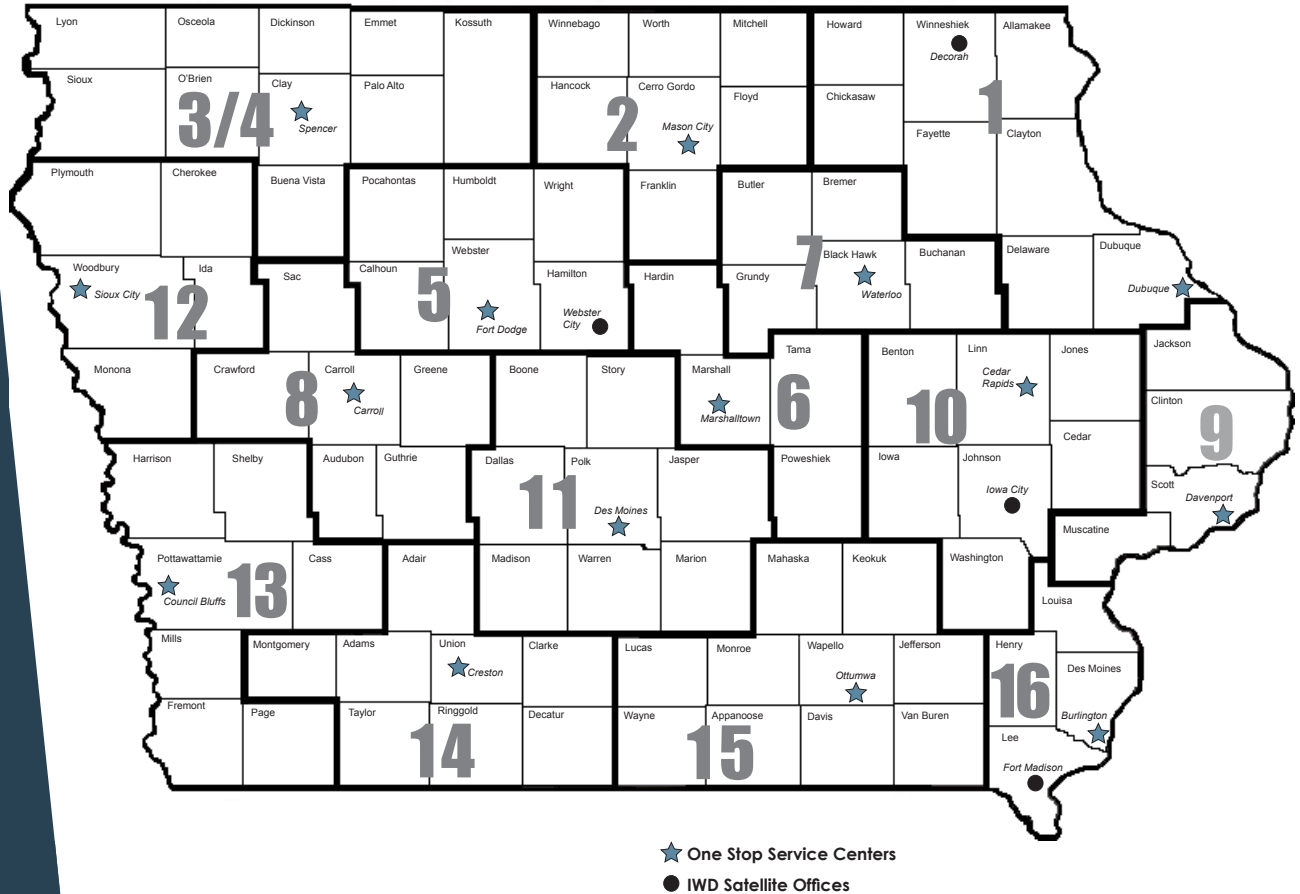 Lyon
Osceola
Dickinson
Emmet
Kossuth
Winnebago
Worth
Mitchell
Howard
Winneshiek
Allamakee
Decorah
Sioux
O'Brien
Clay
Palo Alto
Hancock
Cerro Gordo
Floyd
Chickasaw
3/4
Spencer
2
Mason City
1
Fayette
Clayton
Plymouth
Cherokee
Buena Vista
Pocahontas
Humboldt
Wright
Franklin
Butler
Bremer
Webster
7
Black Hawk
Buchanan
Delaware
Dubuque
Woodbury
Ida
Sac
Calhoun
5
Hamilton
Hardin
Grundy
Waterloo
Dubuque
Sioux City
12
Fort Dodge
Webster
City
Monona
Crawford
Carroll
Greene
Boone
Story
Marshall
Tama
Benton
Linn
Jones
Jackson
8
Carroll
Marshalltown
6
10
Cedar
Rapids
Clinton
9
Harrison
Shelby
Audubon
Guthrie
Dallas
Polk
Jasper
Poweshiek
Iowa
Johnson
Cedar
11
Des Moines
Iowa City
Scott
Davenport
Muscatine
Pottawattamie
Council Bluffs
13
Cass
Adair
Madison
Warren
Marion
Mahaska
Keokuk
Washington
Louisa
Mills
Montgomery
Adams
Union
Creston
Clarke
Lucas
Monroe
Wapello
Ottumwa
Jefferson
Henry
16
Des Moines
Burlington
Fremont
Page
Taylor
Ringgold
14
Decatur
Wayne
Appanoose
15
Davis
Van Buren
Lee
Fort Madison
One Stop Service Centers
IWD Satellite Offices